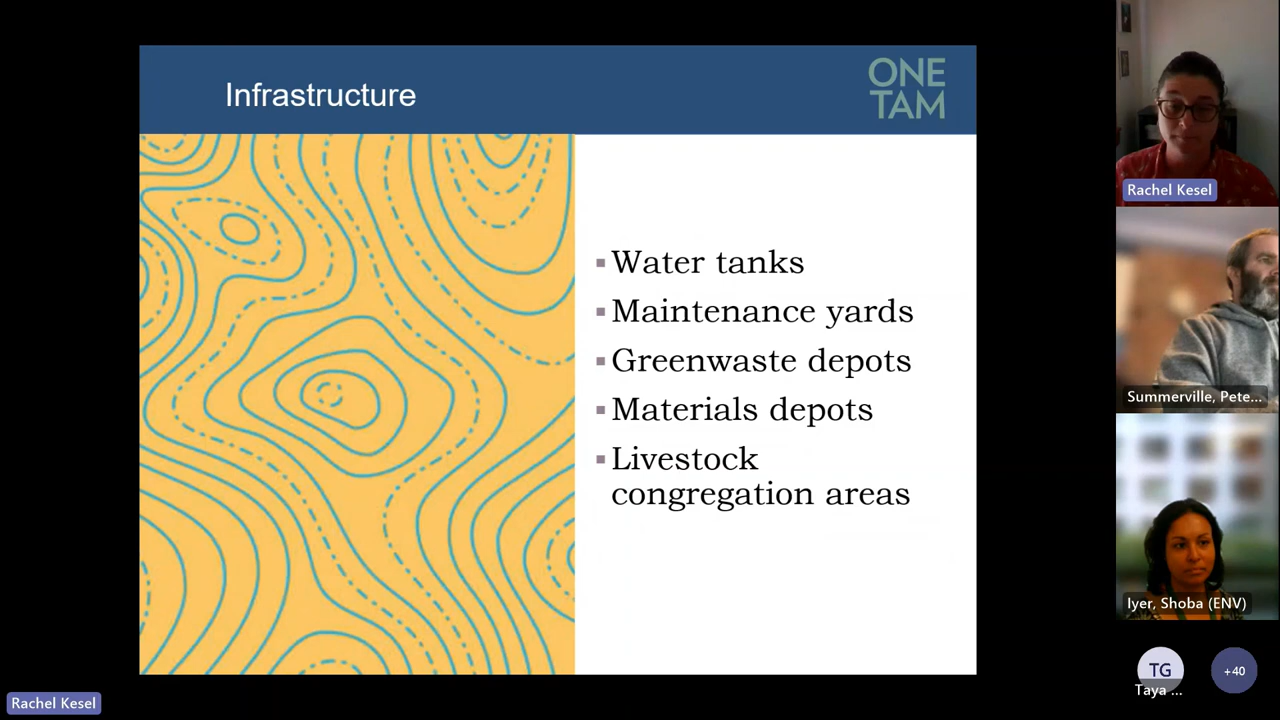 Infrastructure
ONE
TAM
Water tanks
Maintenance yards
Greenwaste depots
Materials depots
Livestock
congregation areas
Rachel Kesel
Summerville, Pete...
Iyer, Shoba (ENV)
TG
Taya ...
+40
Rachel Kesel